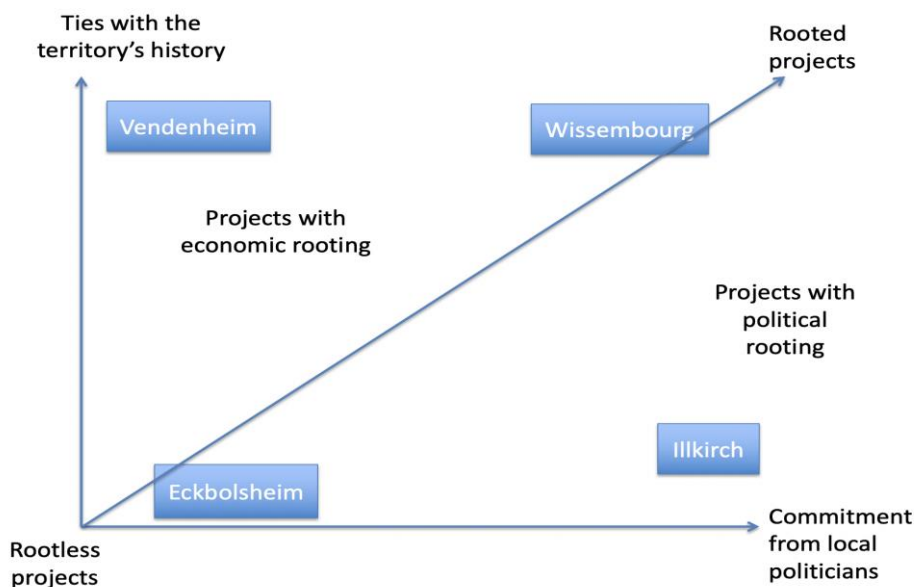 Ties with the
territory's history
Rooted
projects
Vendenheim
Wissembourg
Projects with
economic rooting
Projects with
political
rooting
Illkirch
Eckbolsheim
Rootless
projects
Commitment
from local
politicians